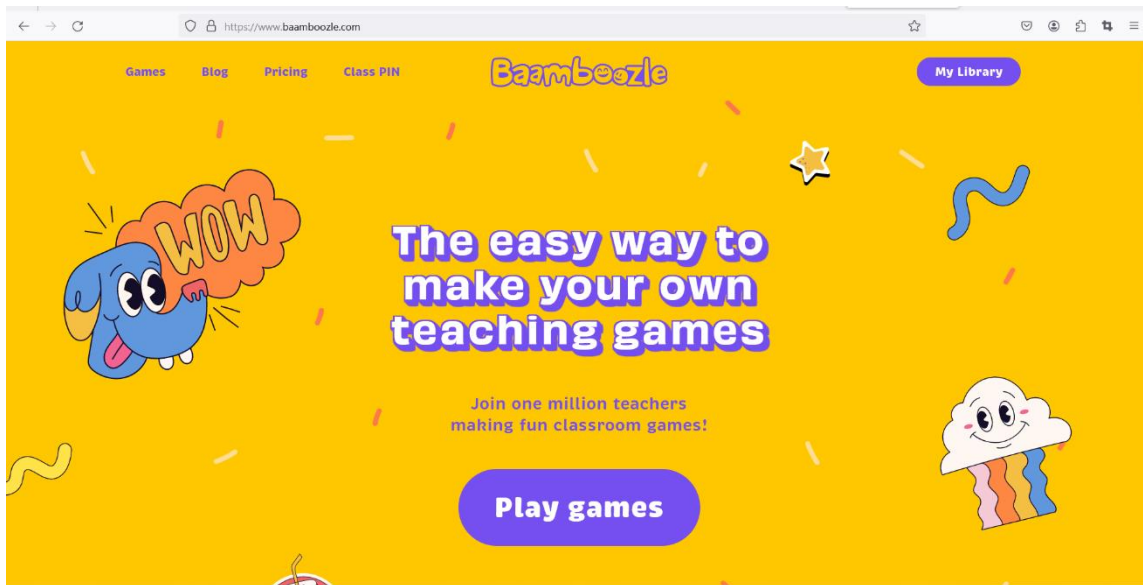 https://www.baamboozle.com
Games Blog Pricing Class PIN Baamboozle My Library
WOW
The easy way to
make your own
teaching games
Join one million teachers
making fun classroom games!
Play games